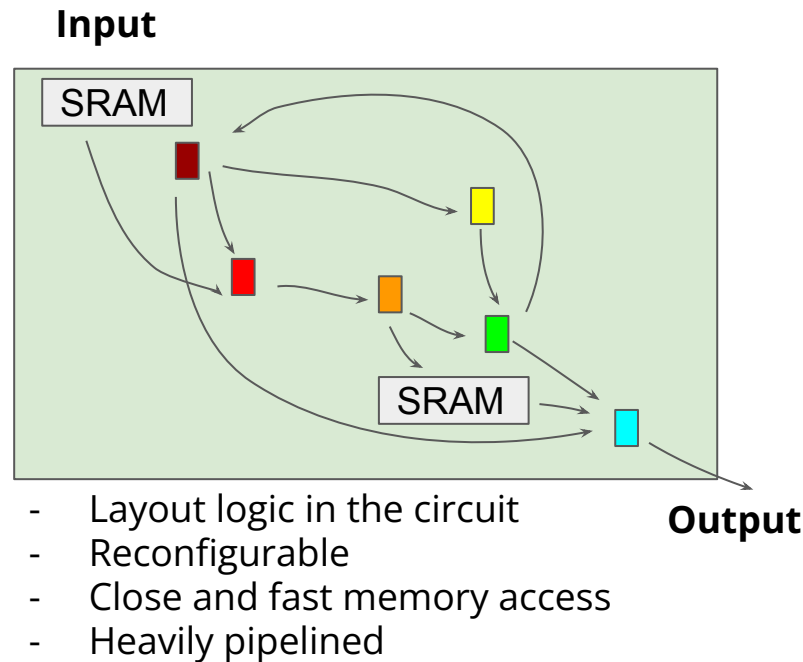 Input
SRAM
SRAM
- Layout logic in the circuit
Output
- Reconfigurable
- Close and fast memory access
- Heavily pipelined